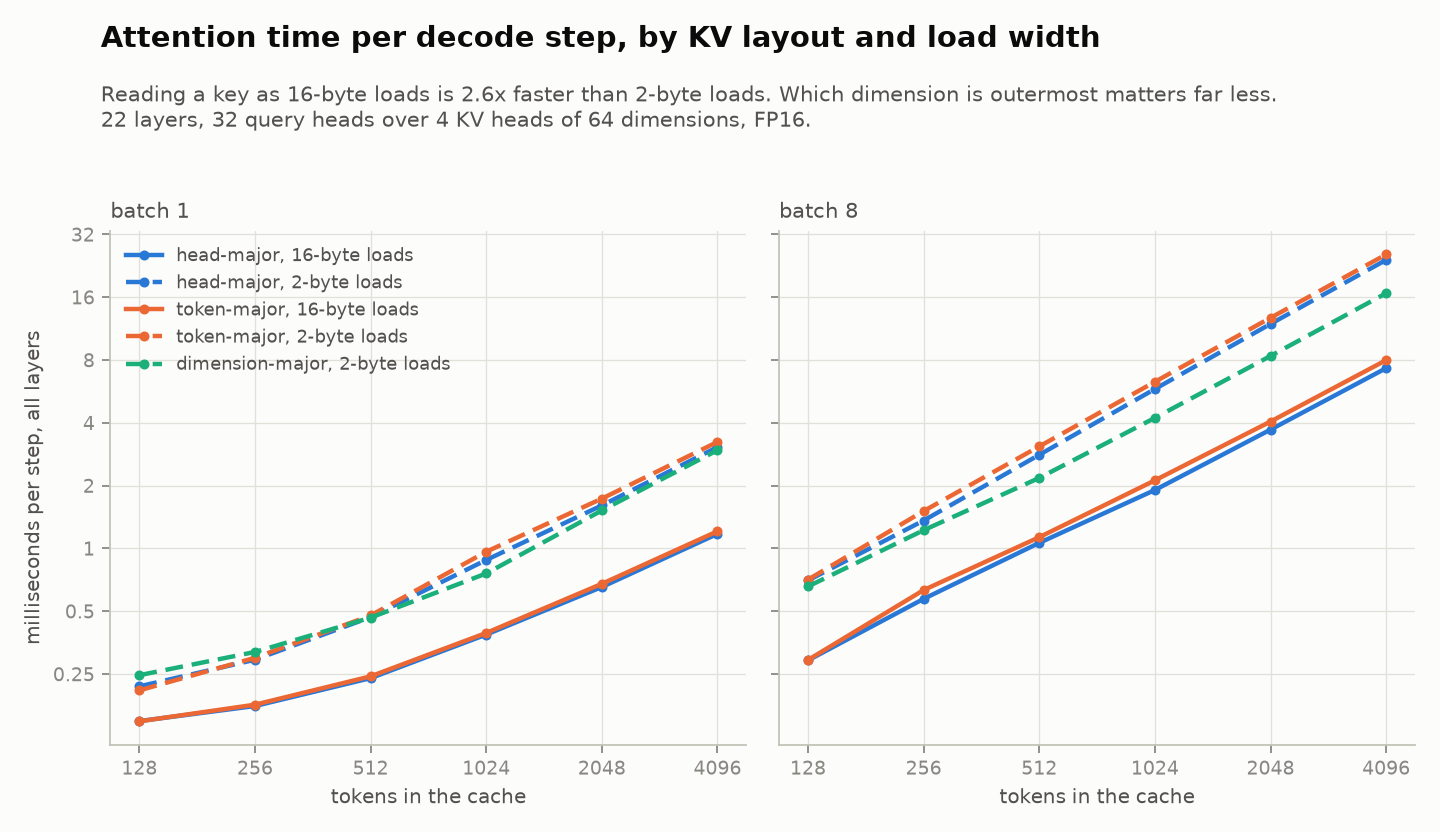 Attention time per decode step, by KV layout and load width
Reading a key as 16-byte loads is 2.6x faster than 2-byte loads. Which dimension is outermost matters far less.
22 layers, 32 query heads over 4 KV heads of 64 dimensions, FP16.
batch 1
head-major, 16-byte loads
head-major, 2-byte loads
token-major, 16-byte loads
token-major, 2-byte loads
dimension-major, 2-byte loads
milliseconds per step, all layers
32
16
8
4
2
1
0.5
0.25
128 256 512 1024 2048 4096
tokens in the cache
batch 8
128 256 512 1024 2048 4096
tokens in the cache